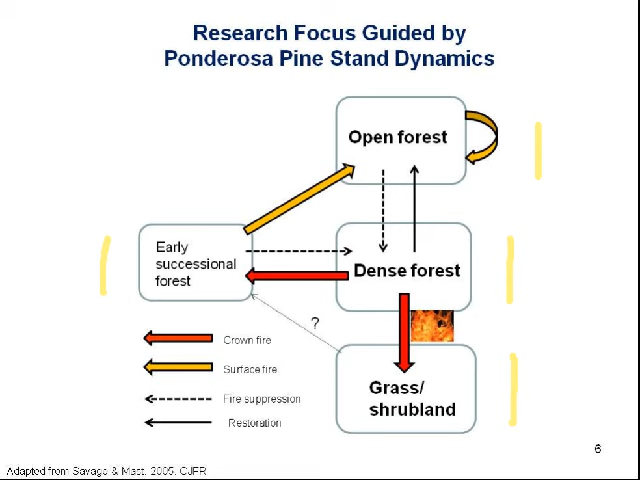 Research Focus Guided by
Ponderosa Pine Stand Dynamics
Open forest
Early
successional
forest
Dense forest
?
Grass/
shrubland
Crown fire
Surface fire
Fire suppression
Restoration
6
Adapted from Savage & Mast, 2005, CJFR